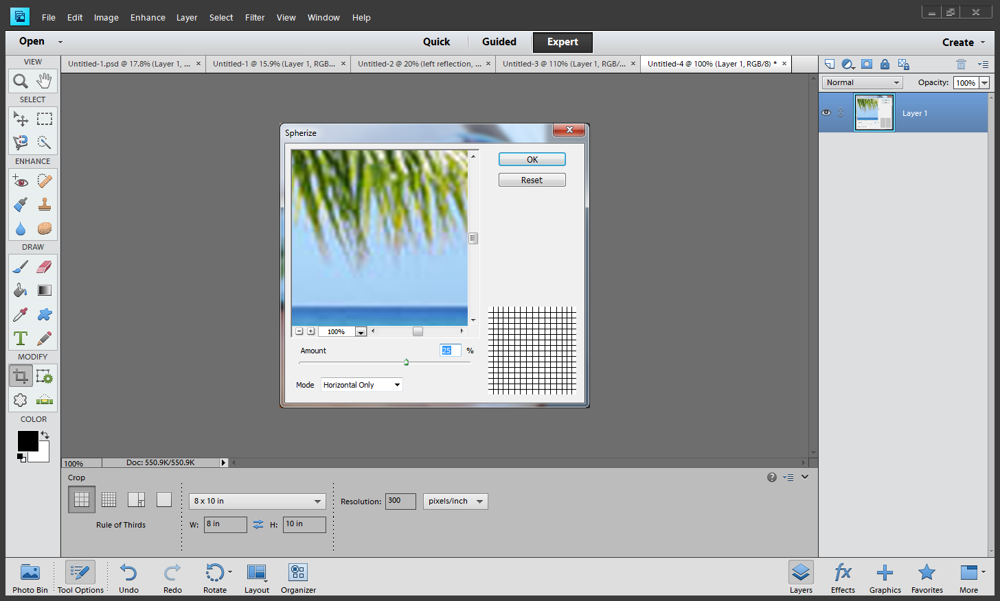 File Edit Image Enhance Layer Select Filter View Window Help
Open Quick Guided Expert Create
Untitled-1.psd @ 17.8% (Layer 1, ... × Untitled-1 @ 15.9% (Layer 1, RGB... × Untitled-2 @ 20% (left reflection, ... × Untitled-3 @ 110% (Layer 1, RGB/... × Untitled-4 @ 100% (Layer 1, RGB/8) * ×
VIEW
SELECT
ENHANCE
DRAW
MODIFY
COLOR
Normal Opacity: 100%
Layer 1
Spherize
OK
Reset
100%
Amount 25 %
Mode Horizontal Only
100% Doc: 550.9K/550.9K
Crop
8 x 10 in Resolution: 300 pixels/inch
Rule of Thirds W: 8 in H: 10 in
Photo Bin Tool Options Undo Redo Rotate Layout Organizer Layers Effects Graphics Favorites More